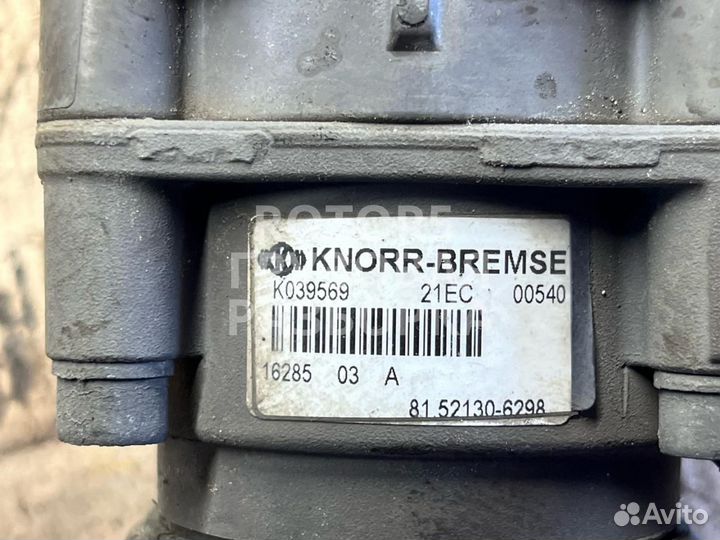 KNORR-BREMSE
K039569 21EC 00540
16285 03 A
81.52130-6298
Avito